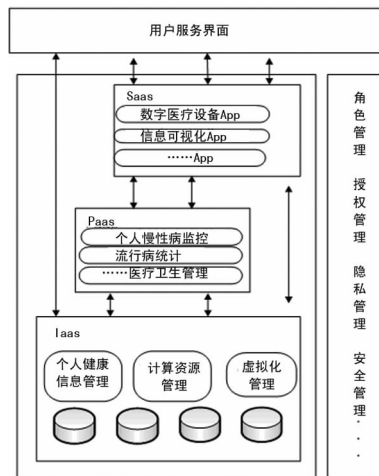 用户服务界面
Saas
数字医疗设备App
信息可视化App
……App
Paas
个人慢性病监控
流行病统计
……医疗卫生管理
Iaas
个人健康
信息管理
计算资源
管理
虚拟化
管理
角色管理
授权管理
隐私管理
安全管理...